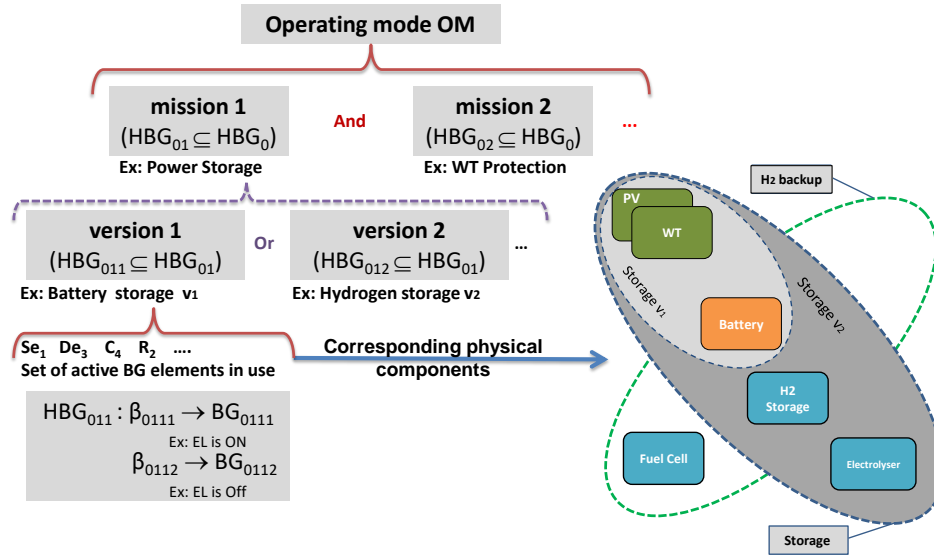 Operating mode OM
mission 1
(HBG₀₁ ⊆ HBG₀)
And
mission 2
(HBG₀₂ ⊆ HBG₀)
...
Ex: Power Storage
Ex: WT Protection
version 1
(HBG₀₁₁ ⊆ HBG₀₁)
Or
version 2
(HBG₀₁₂ ⊆ HBG₀₁)
...
Ex: Battery storage v₁
Ex: Hydrogen storage v₂
Se₁ De₃ C₄ R₂ ....
Set of active BG elements in use
HBG₀₁₁ : β₀₁₁₁ → BG₀₁₁₁
Ex: EL is ON
β₀₁₁₂ → BG₀₁₁₂
Ex: EL is Off
Corresponding physical
components
H₂ backup
PV
WT
Storage v₁
Storage v₂
Battery
H2
Storage
Fuel Cell
Electrolyser
Storage